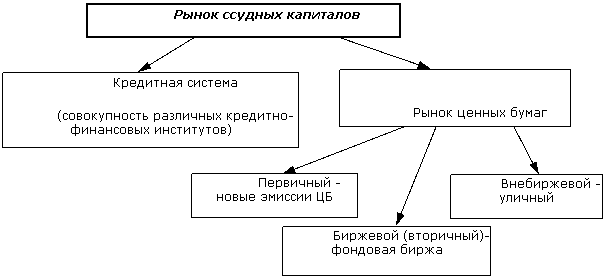 Рынок ссудных капиталов
Кредитная система
(совокупность различных кредитно-
финансовых институтов)
Рынок ценных бумаг
Первичный -
новые эмиссии ЦБ
Биржевой (вторичный)-
фондовая биржа
Внебиржевой -
уличный